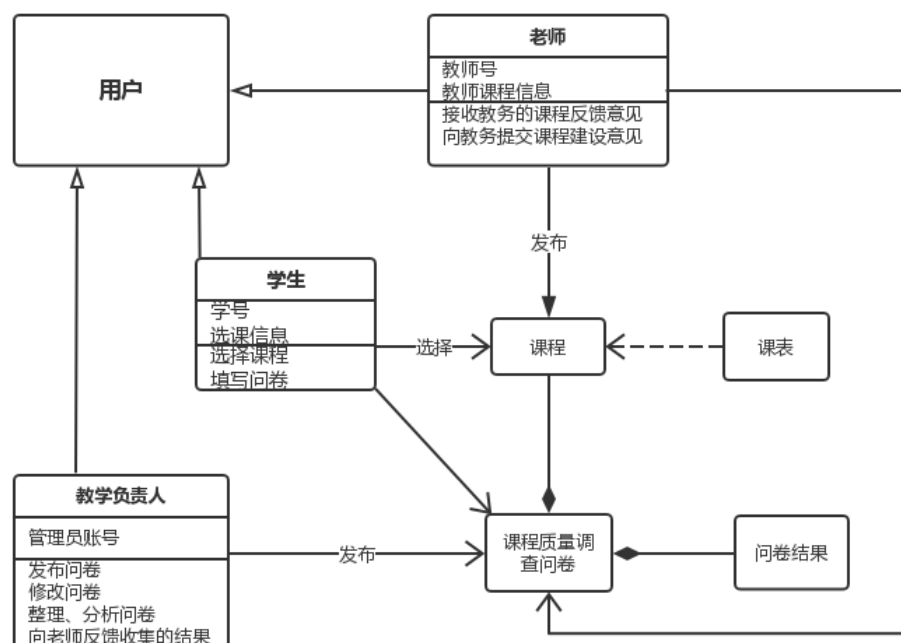 用户
老师
教师号
教师课程信息
接收教务的课程反馈意见
向教务提交课程建设意见
发布
学生
学号
选课信息
选择课程
填写问卷
选择
课程
课表
教学负责人
管理员账号
发布问卷
修改问卷
整理、分析问卷
向老师反馈收集的结果
发布
课程质量调
查问卷
问卷结果